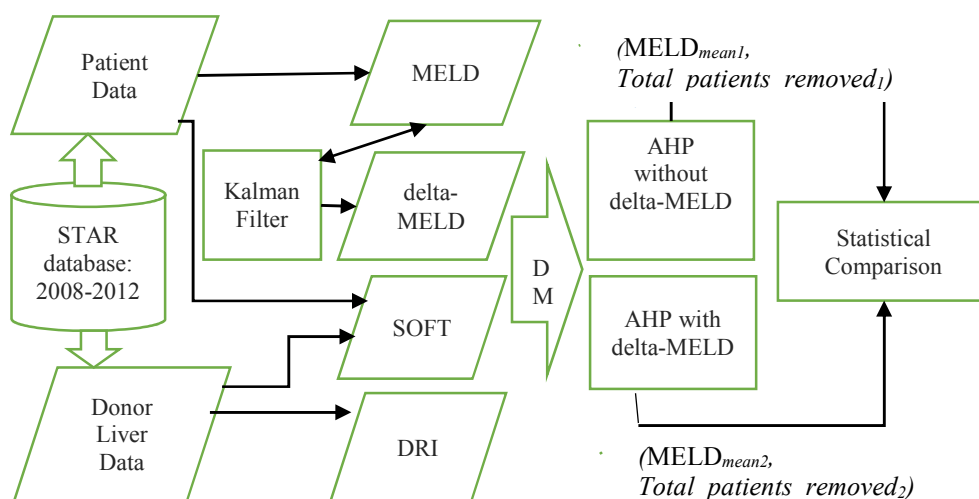 Patient
Data
MELD
(MELDmean1,
Total patients removed1)
STAR
database:
2008-2012
Kalman
Filter
delta-
MELD
D
M
AHP
without
delta-MELD
Statistical
Comparison
SOFT
AHP with
delta-MELD
Donor
Liver
Data
DRI
(MELDmean2,
Total patients removed2)